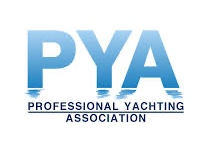 PYA
PROFESSIONAL YACHTING
ASSOCIATION